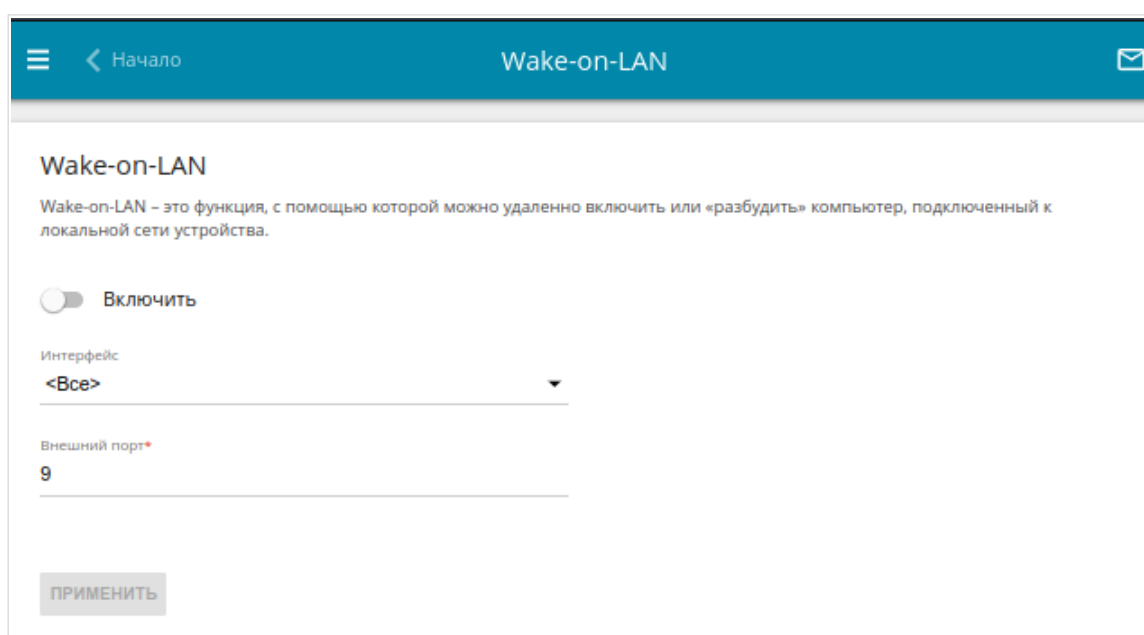 Начало
Wake-on-LAN
Wake-on-LAN
Wake-on-LAN – это функция, с помощью которой можно удаленно включить или «разбудить» компьютер, подключенный к
локальной сети устройства.
Включить
Интерфейс
<Все>
Внешний порт*
9
ПРИМЕНИТЬ